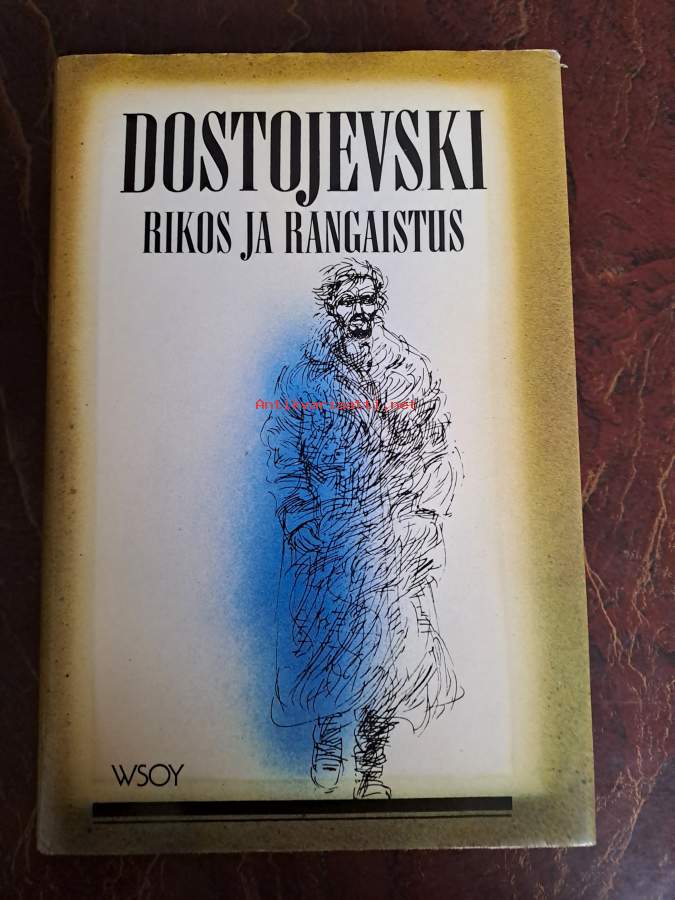 DOSTOJEVSKI
RIKOS JA RANGAISTUS
Antikvariaatti.net
WSOY